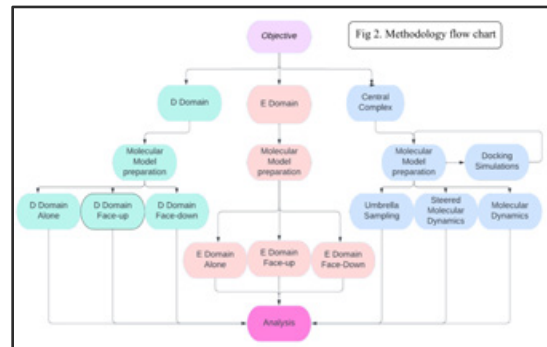 Objective
Fig 2. Methodology flow chart
D Domain
E Domain
Central
Complex
Molecular
Model
preparation
Molecular
Model
preparation
Molecular
Model
preparation
Docking
Simulations
D Domain
Alone
D Domain
Face-up
D Domain
Face-down
Umbrella
Sampling
Steered
Molecular
Dynamics
Molecular
Dynamics
E Domain
Alone
E Domain
Face-up
E Domain
Face-Down
Analysis